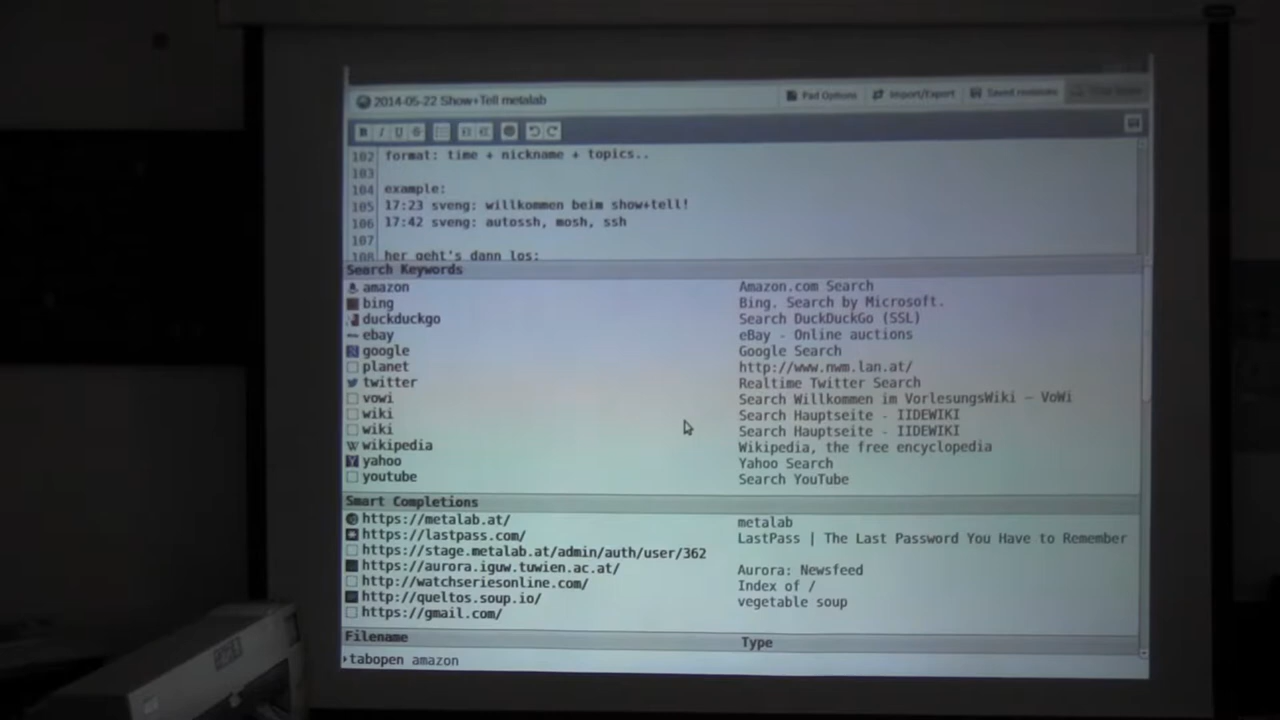 2014-05-22 Show+Tell metalab
Pad Options
Import/Export
Saved revisions
B I U S
102 format: time + nickname + topics..
103
104 example:
105 17:23 sveng: willkommen beim show+tell!
106 17:42 sveng: autossh, mosh, ssh
107
108 her geht's dann los:
Search Keywords
amazon Amazon.com Search
bing Bing. Search by Microsoft.
duckduckgo Search DuckDuckGo (SSL)
ebay eBay - Online auctions
google Google Search
planet http://www.nwm.lan.at/
twitter Realtime Twitter Search
vowi Search Willkommen im VorlesungsWiki – VoWi
wiki Search Hauptseite - IIDEWIKI
wiki Search Hauptseite - IIDEWIKI
wikipedia Wikipedia, the free encyclopedia
yahoo Yahoo Search
youtube Search YouTube
Smart Completions
https://metalab.at/ metalab
https://lastpass.com/ LastPass | The Last Password You Have to Remember
https://stage.metalab.at/admin/auth/user/362
https://aurora.iguw.tuwien.ac.at/ Aurora: Newsfeed
http://watchseriesonline.com/ Index of /
http://queltos.soup.io/ vegetable soup
https://gmail.com/
Filename Type
tabopen amazon